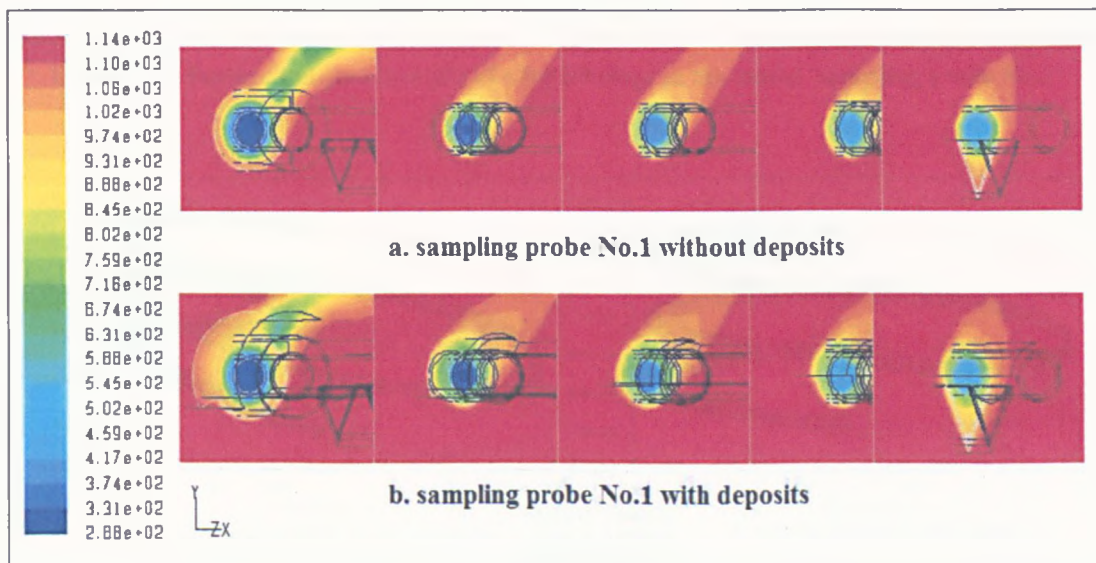 1.14e+03
1.10e+03
1.06e+03
1.02e+03
9.74e+02
9.31e+02
8.88e+02
8.45e+02
8.02e+02
7.59e+02
7.16e+02
6.74e+02
6.31e+02
5.88e+02
5.45e+02
5.02e+02
4.59e+02
4.17e+02
3.74e+02
3.31e+02
2.88e+02
a. sampling probe No.1 without deposits
Y
ZX
b. sampling probe No.1 with deposits